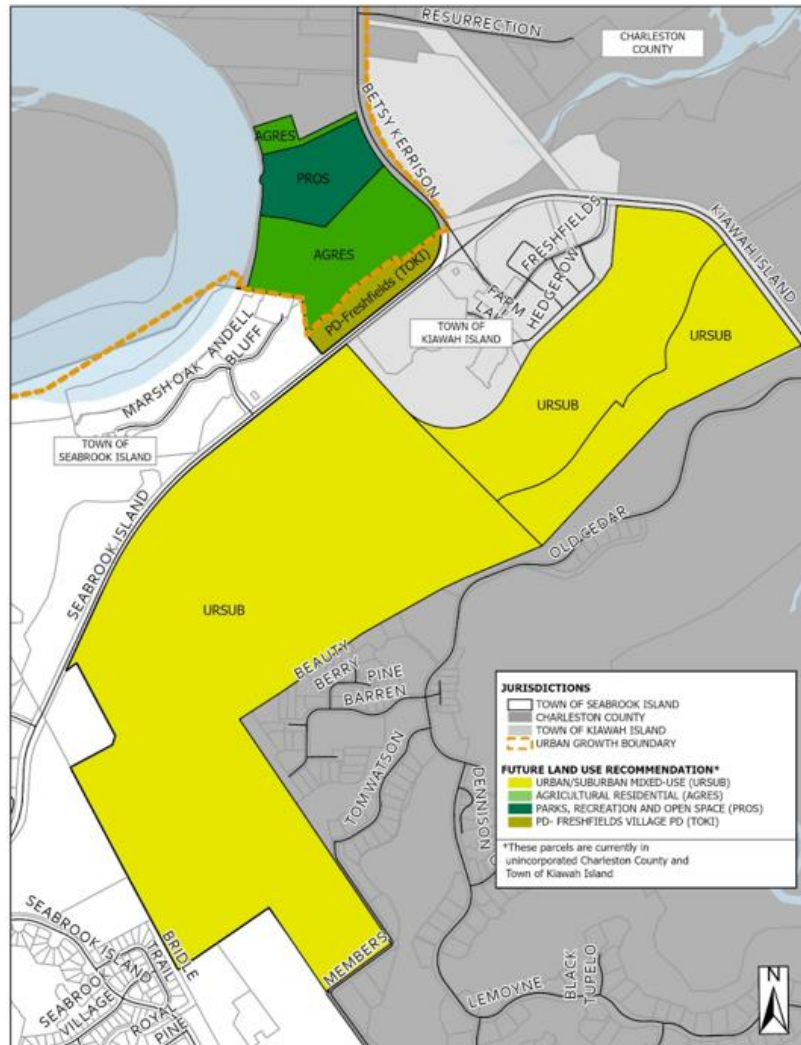 RESURRECTION
CHARLESTON
COUNTY
BETSY KERRISON
AGRES
PROS
AGRES
PD-Freshfields (TOKI)
FRESHFIELDS
FARM
HEDGEROW
KIAWAH ISLAND
TOWN OF
KIAWAH ISLAND
URSUB
URSUB
MARSH OAK
ANDELL
BLUFF
TOWN OF
SEABROOK ISLAND
SEABROOK ISLAND
OLD CEDAR
URSUB
BEAUTY
BERRY
PINE
BARREN
TOM WATSON
DENNISON
JURISDICTIONS
TOWN OF SEABROOK ISLAND
CHARLESTON COUNTY
TOWN OF KIAWAH ISLAND
URBAN GROWTH BOUNDARY
FUTURE LAND USE RECOMMENDATION*
URBAN/SUBURBAN MIXED-USE (URSUB)
AGRICULTURAL RESIDENTIAL (AGRES)
PARKS, RECREATION AND OPEN SPACE (PROS)
PD- FRESHFIELDS VILLAGE PD (TOKI)
*These parcels are currently in
unincorporated Charleston County and
Town of Kiawah Island
SEABROOK ISLAND
BRIDLE
TRAIL
SEABROOK
VILLAGE
ROYAL
PINE
MEMBERS
LEMOYNE
BLACK
TUPELO
N